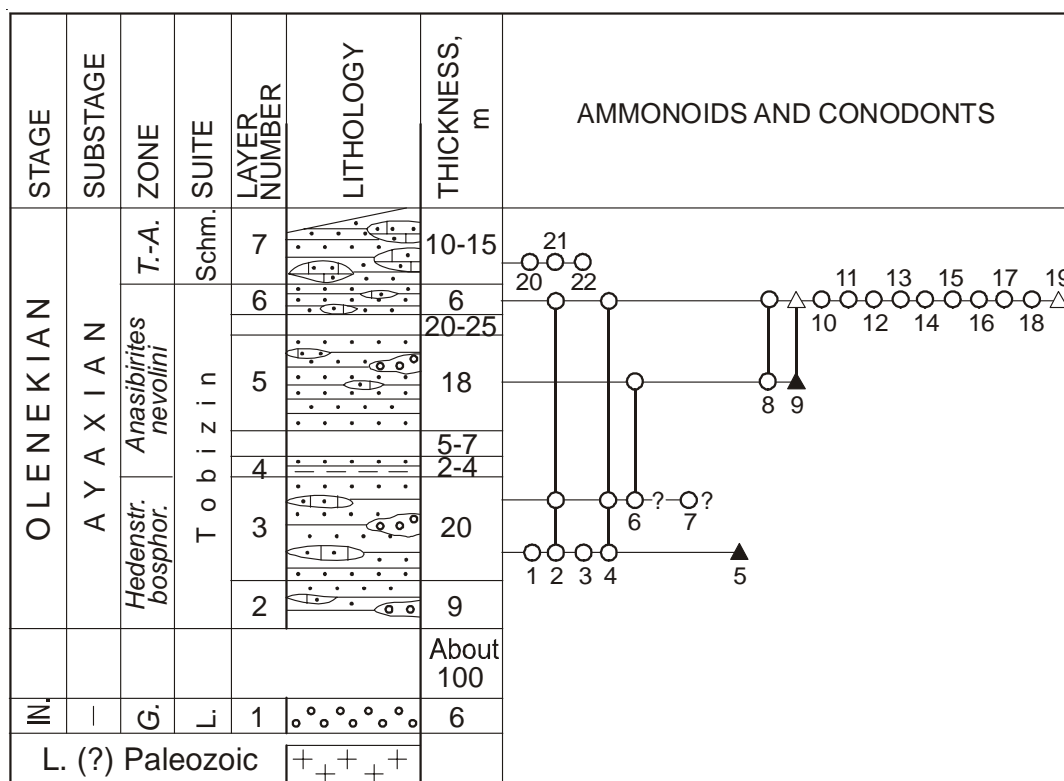 STAGE
SUBSTAGE
ZONE
SUITE
LAYER
NUMBER
LITHOLOGY
THICKNESS,
m
AMMONOIDS AND CONODONTS
OLENEKIAN
AYAXIAN
T.-A.
Schm.
7
10-15
20 21 22
Anasibirites
nevolini
Tobizin
6
6
10 11 12 13 14 15 16 17 18 19
20-25
5
18
8 9
5-7
4
2-4
Hedenstr.
bosphor.
3
20
6 ? 7 ?
1 2 3 4 5
2
9
About
100
IN.
—
G.
L.
1
6
L. (?) Paleozoic